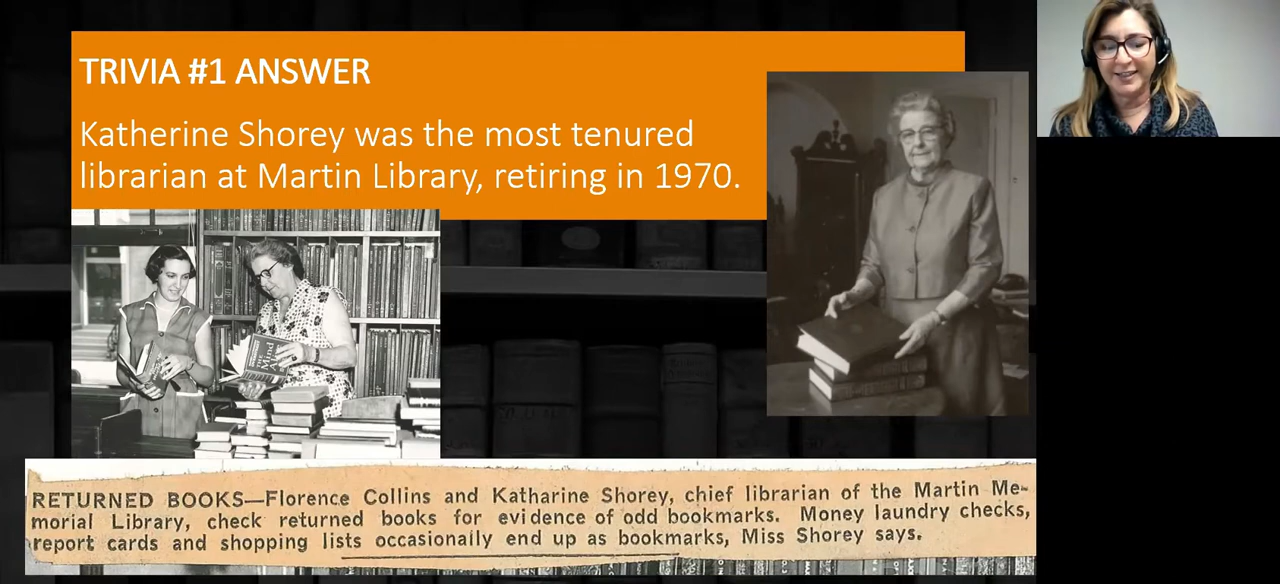 TRIVIA #1 ANSWER
Katherine Shorey was the most tenured
librarian at Martin Library, retiring in 1970.
RETURNED BOOKS—Florence Collins and Katharine Shorey, chief librarian of the Martin Me-
morial Library, check returned books for evidence of odd bookmarks. Money laundry checks,
report cards and shopping lists occasionally end up as bookmarks, Miss Shorey says.